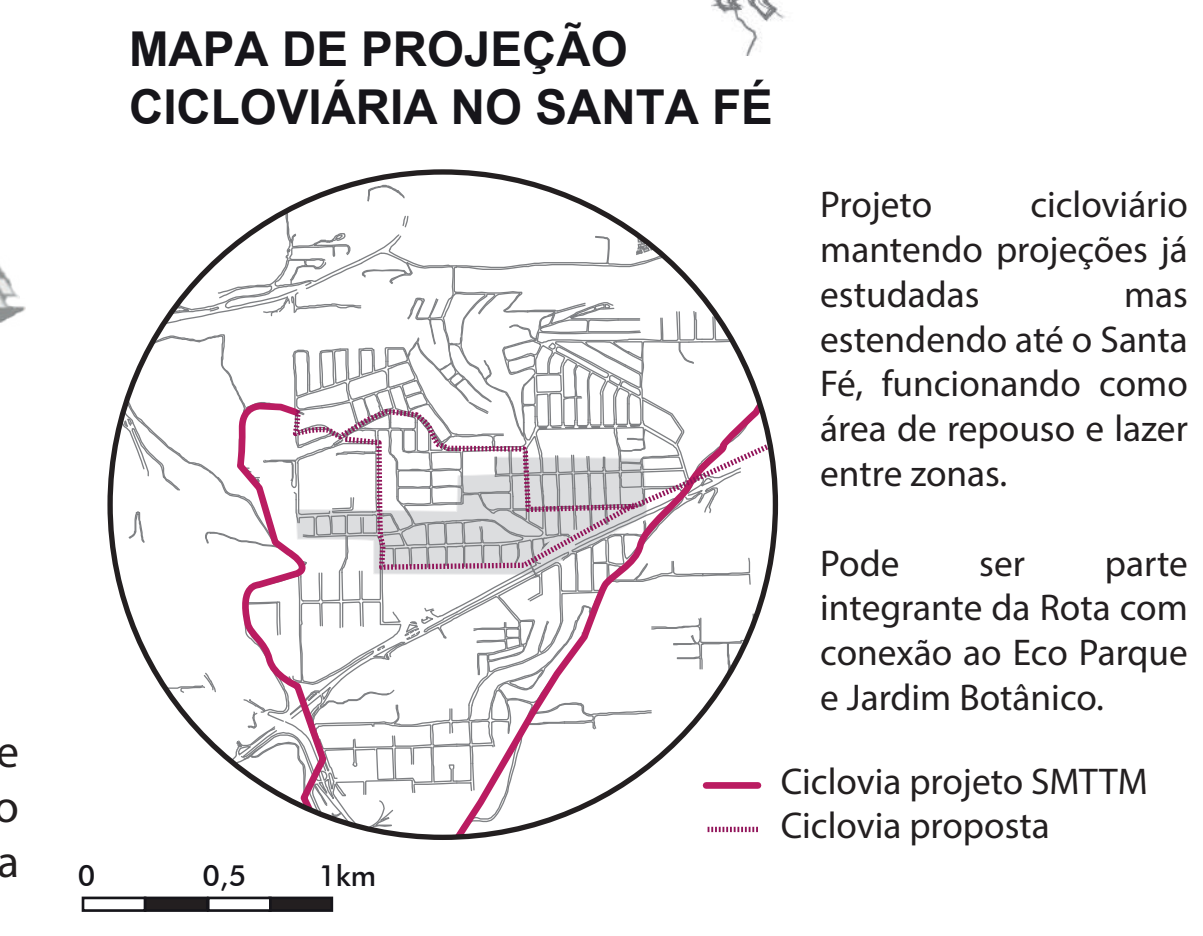 MAPA DE PROJEÇÃO
CICLOVIÁRIA NO SANTA FÉ
Projeto cicloviário
mantendo projeções já
estudadas mas
estendendo até o Santa
Fé, funcionando como
área de repouso e lazer
entre zonas.
Pode ser parte
integrante da Rota com
conexão ao Eco Parque
e Jardim Botânico.
Ciclovia projeto SMTTM
Ciclovia proposta
e
o
a
0 0,5 1km